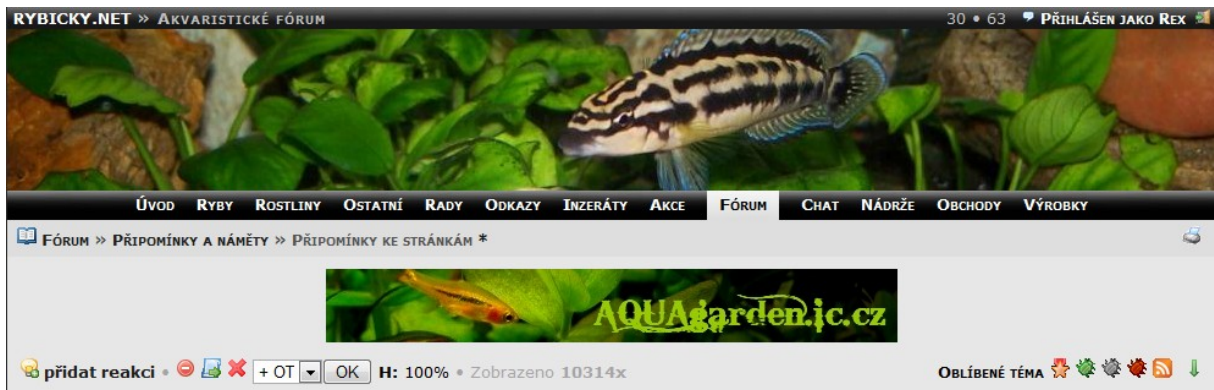 RYBICKY.NET » AKVARISTICKÉ FÓRUM 30 • 63 PŘIHLÁŠEN JAKO REX
ÚVOD RYBY ROSTLINY OSTATNÍ RADY ODKAZY INZERÁTY AKCE FÓRUM CHAT NÁDRŽE OBCHODY VÝROBKY
FÓRUM » PŘIPOMÍNKY A NÁMĚTY » PŘIPOMÍNKY KE STRÁNKÁM *
AQUAgarden.ic.cz
přidat reakci • + OT OK H: 100% • Zobrazeno 10314x OBLÍBENÉ TÉMA